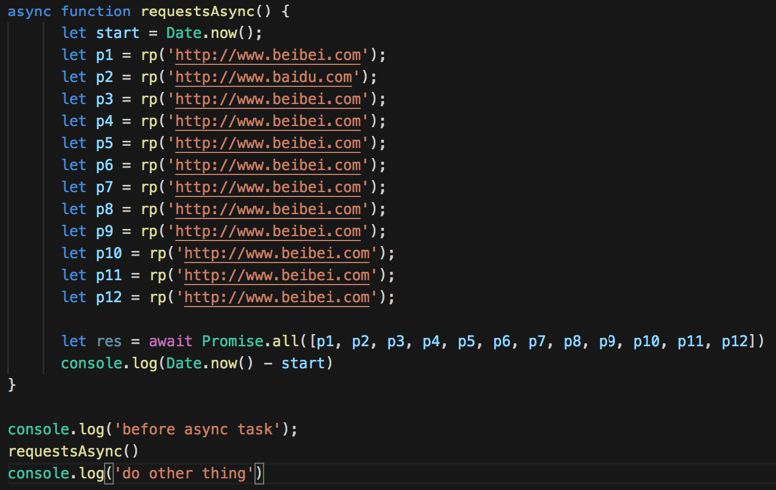 async function requestsAsync() {
let start = Date.now();
let p1 = rp('http://www.beibei.com');
let p2 = rp('http://www.baidu.com');
let p3 = rp('http://www.beibei.com');
let p4 = rp('http://www.beibei.com');
let p5 = rp('http://www.beibei.com');
let p6 = rp('http://www.beibei.com');
let p7 = rp('http://www.beibei.com');
let p8 = rp('http://www.beibei.com');
let p9 = rp('http://www.beibei.com');
let p10 = rp('http://www.beibei.com');
let p11 = rp('http://www.beibei.com');
let p12 = rp('http://www.beibei.com');
let res = await Promise.all([p1, p2, p3, p4, p5, p6, p7, p8, p9, p10, p11, p12])
console.log(Date.now() - start)
}
console.log('before async task');
requestsAsync()
console.log('do other thing')